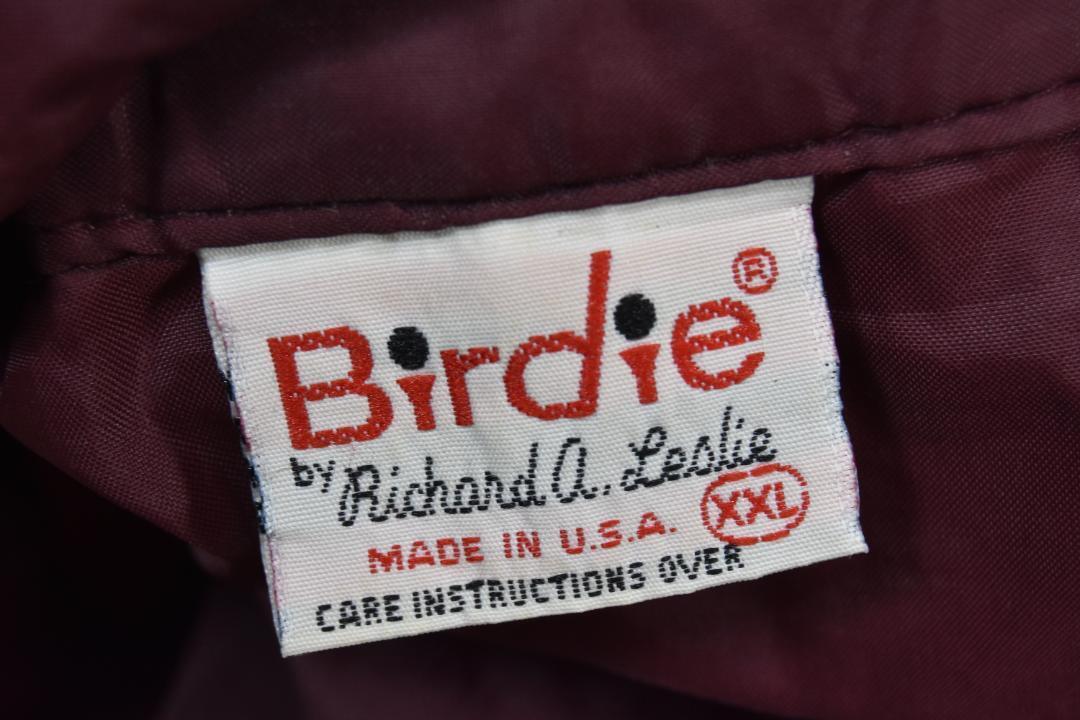 Birdie®
by Richard A. Leslie
MADE IN U.S.A. XXL
CARE INSTRUCTIONS OVER